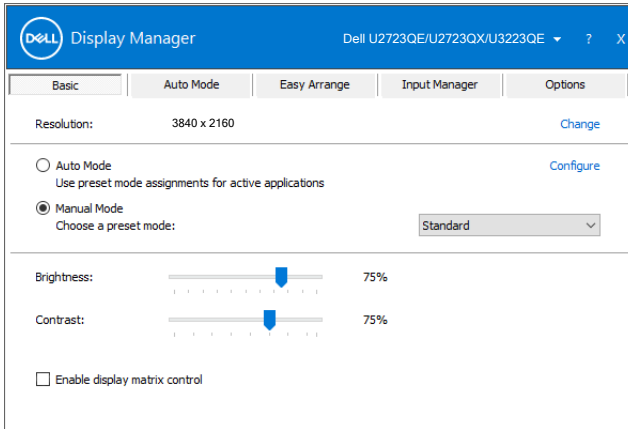 DELL Display Manager Dell U2723QE/U2723QX/U3223QE ? X
Basic Auto Mode Easy Arrange Input Manager Options
Resolution: 3840 x 2160 Change
Auto Mode Configure
Use preset mode assignments for active applications
Manual Mode
Choose a preset mode: Standard
Brightness: 75%
Contrast: 75%
Enable display matrix control